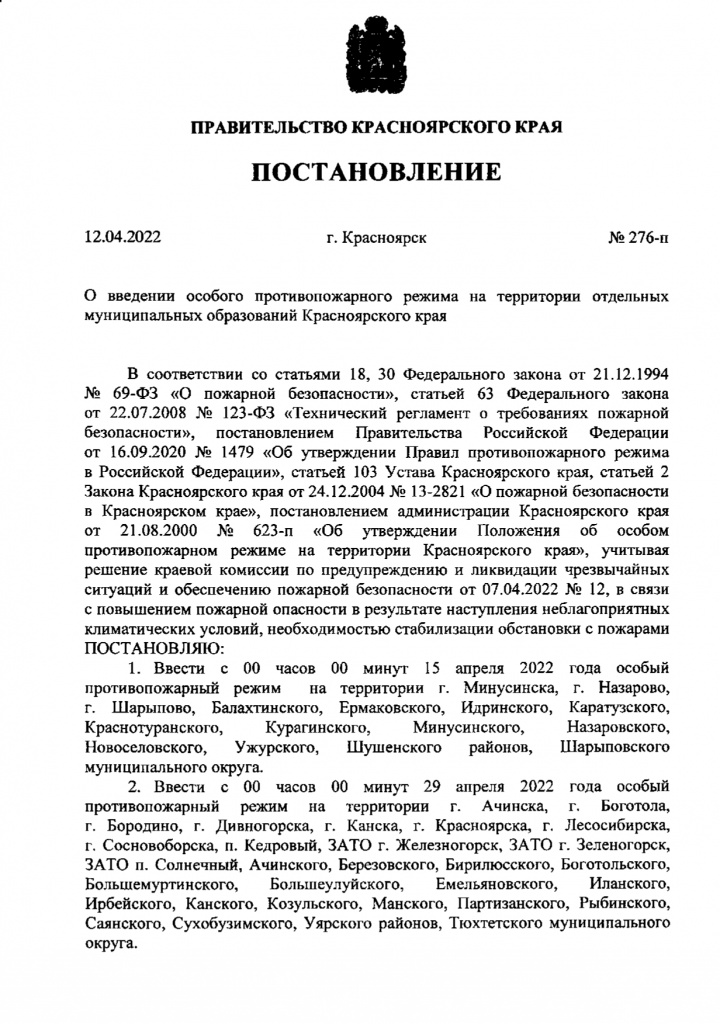 ПРАВИТЕЛЬСТВО КРАСНОЯРСКОГО КРАЯ
ПОСТАНОВЛЕНИЕ
12.04.2022 г. Красноярск № 276-п
О введении особого противопожарного режима на территории отдельных
муниципальных образований Красноярского края
В соответствии со статьями 18, 30 Федерального закона от 21.12.1994
№ 69-ФЗ «О пожарной безопасности», статьей 63 Федерального закона
от 22.07.2008 № 123-ФЗ «Технический регламент о требованиях пожарной
безопасности», постановлением Правительства Российской Федерации
от 16.09.2020 № 1479 «Об утверждении Правил противопожарного режима
в Российской Федерации», статьей 103 Устава Красноярского края, статьей 2
Закона Красноярского края от 24.12.2004 № 13-2821 «О пожарной безопасности
в Красноярском крае», постановлением администрации Красноярского края
от 21.08.2000 № 623-п «Об утверждении Положения об особом
противопожарном режиме на территории Красноярского края», учитывая
решение краевой комиссии по предупреждению и ликвидации чрезвычайных
ситуаций и обеспечению пожарной безопасности от 07.04.2022 № 12, в связи
с повышением пожарной опасности в результате наступления неблагоприятных
климатических условий, необходимостью стабилизации обстановки с пожарами
ПОСТАНОВЛЯЮ:
1. Ввести с 00 часов 00 минут 15 апреля 2022 года особый
противопожарный режим на территории г. Минусинска, г. Назарово,
г. Шарыпово, Балахтинского, Ермаковского, Идринского, Каратузского,
Краснотуранского, Курагинского, Минусинского, Назаровского,
Новоселовского, Ужурского, Шушенского районов, Шарыповского
муниципального округа.
2. Ввести с 00 часов 00 минут 29 апреля 2022 года особый
противопожарный режим на территории г. Ачинска, г. Боготола,
г. Бородино, г. Дивногорска, г. Канска, г. Красноярска, г. Лесосибирска,
г. Сосновоборска, п. Кедровый, ЗАТО г. Железногорск, ЗАТО г. Зеленогорск,
ЗАТО п. Солнечный, Ачинского, Березовского, Бирилюсского, Боготольского,
Большемуртинского, Большеулуйского, Емельяновского, Иланского,
Ирбейского, Канского, Козульского, Манского, Партизанского, Рыбинского,
Саянского, Сухобузимского, Уярского районов, Тюхтетского муниципального
округа.